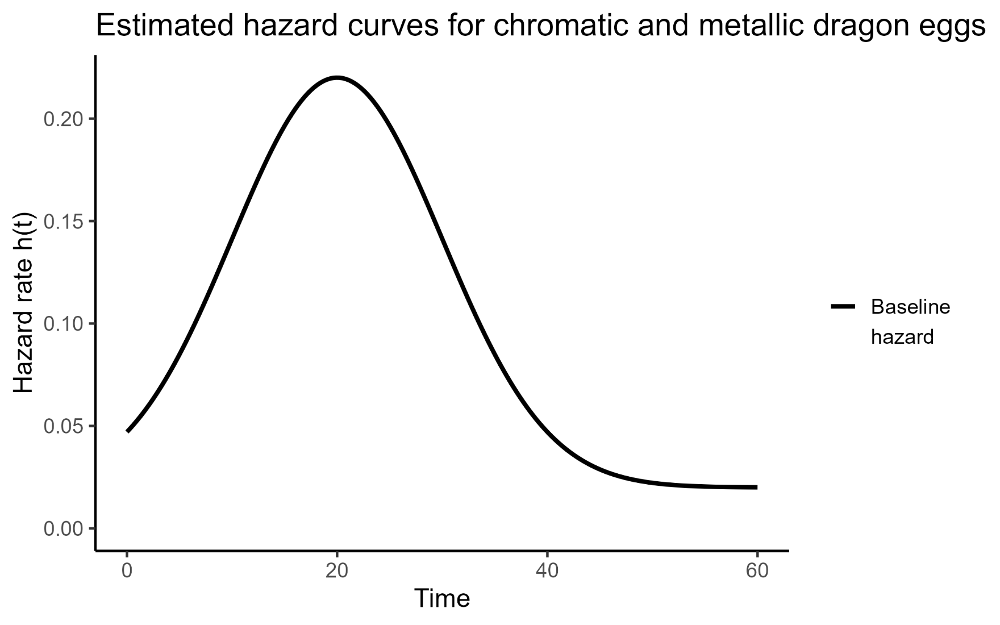 Estimated hazard curves for chromatic and metallic dragon eggs
Hazard rate h(t)
0.20
0.15
0.10
0.05
0.00
0
20
40
60
Time
Baseline
hazard